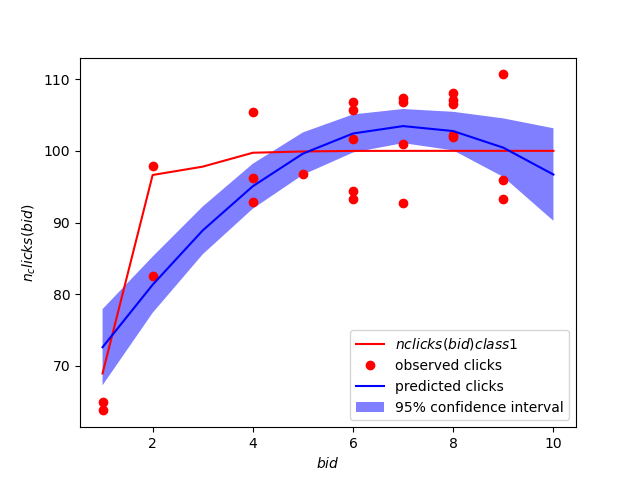 110
100
90
80
70
2
4
6
8
10
n_clicks(bid)
bid
nclicks(bid)class1
observed clicks
predicted clicks
95% confidence interval